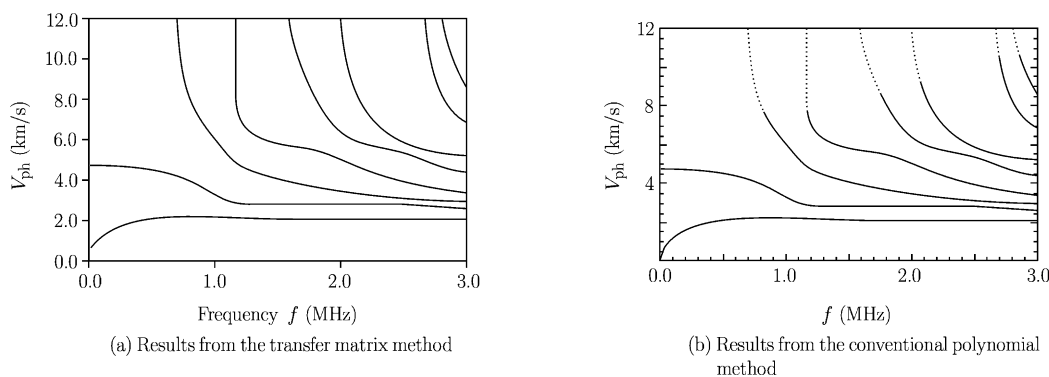 12.0
10.0
8.0
6.0
4.0
2.0
0.0
V_ph (km/s)
0.0 1.0 2.0 3.0
Frequency f (MHz)
(a) Results from the transfer matrix method
12
8
4
V_ph (km/s)
0.0 1.0 2.0 3.0
f (MHz)
(b) Results from the conventional polynomial
method